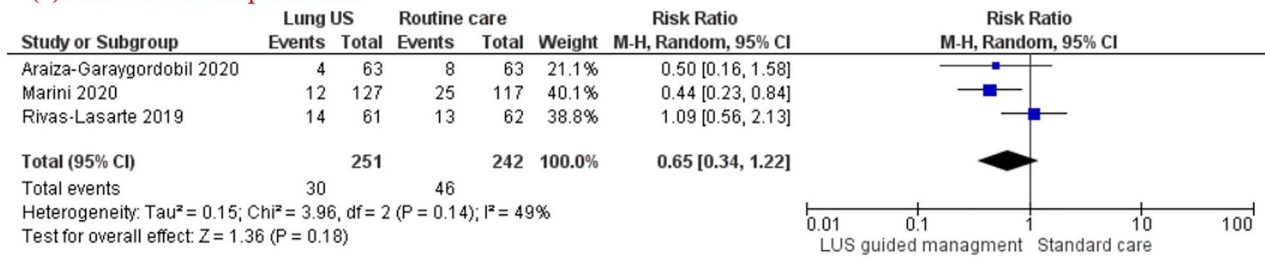 Lung US Routine care Risk Ratio Risk Ratio
Study or Subgroup Events Total Events Total Weight M-H, Random, 95% CI M-H, Random, 95% CI
Araiza-Garaygordobil 2020 4 63 8 63 21.1% 0.50 [0.16, 1.58]
Marini 2020 12 127 25 117 40.1% 0.44 [0.23, 0.84]
Rivas-Lasarte 2019 14 61 13 62 38.8% 1.09 [0.56, 2.13]
Total (95% CI) 251 242 100.0% 0.65 [0.34, 1.22]
Total events 30 46
Heterogeneity: Tau² = 0.15; Chi² = 3.96, df = 2 (P = 0.14); I² = 49%
Test for overall effect: Z = 1.36 (P = 0.18)
0.01 0.1 1 10 100
LUS guided managment Standard care